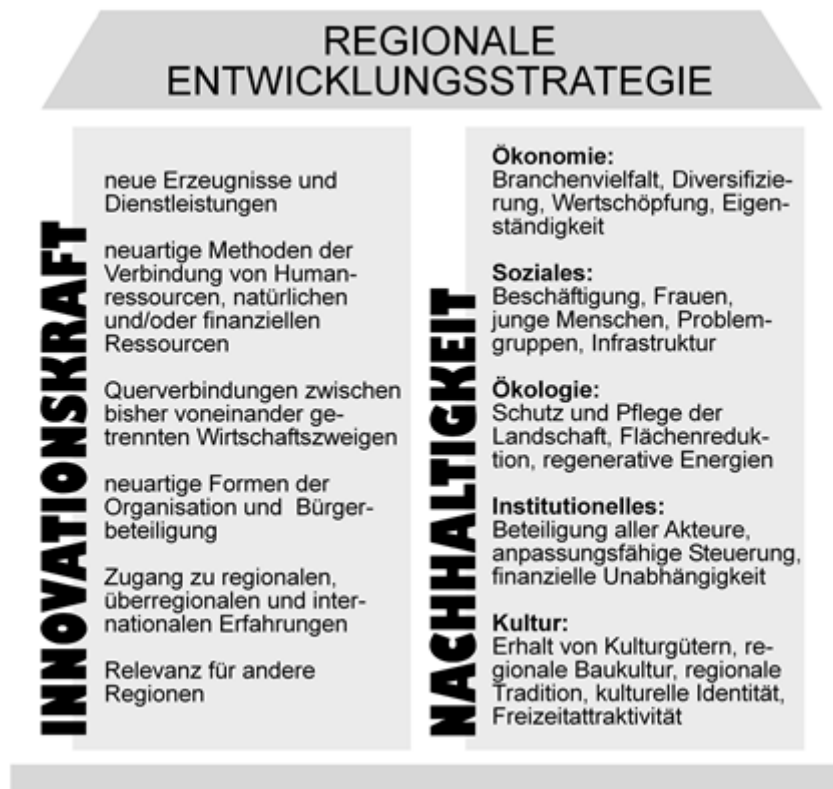 REGIONALE
ENTWICKLUNGSSTRATEGIE
INNOVATIONSKRAFT
neue Erzeugnisse und
Dienstleistungen
neuartige Methoden der
Verbindung von Human-
ressourcen, natürlichen
und/oder finanziellen
Ressourcen
Querverbindungen zwischen
bisher voneinander ge-
trennten Wirtschaftszweigen
neuartige Formen der
Organisation und Bürger-
beteiligung
Zugang zu regionalen,
überregionalen und inter-
nationalen Erfahrungen
Relevanz für andere
Regionen
NACHHALTIGKEIT
Ökonomie:
Branchenvielfalt, Diversifizie-
rung, Wertschöpfung, Eigen-
ständigkeit
Soziales:
Beschäftigung, Frauen,
junge Menschen, Problem-
gruppen, Infrastruktur
Ökologie:
Schutz und Pflege der
Landschaft, Flächenreduk-
tion, regenerative Energien
Institutionelles:
Beteiligung aller Akteure,
anpassungsfähige Steuerung,
finanzielle Unabhängigkeit
Kultur:
Erhalt von Kulturgütern, re-
gionale Baukultur, regionale
Tradition, kulturelle Identität,
Freizeitattraktivität